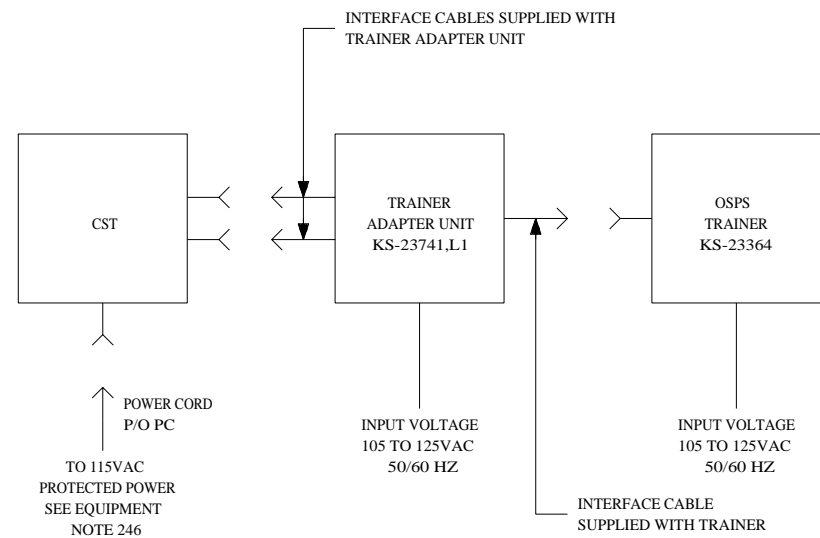 INTERFACE CABLES SUPPLIED WITH
TRAINER ADAPTER UNIT
CST
TRAINER
ADAPTER UNIT
KS-23741,L1
OSPS
TRAINER
KS-23364
POWER CORD
P/O PC
TO 115VAC
PROTECTED POWER
SEE EQUIPMENT
NOTE 246
INPUT VOLTAGE
105 TO 125VAC
50/60 HZ
INPUT VOLTAGE
105 TO 125VAC
50/60 HZ
INTERFACE CABLE
SUPPLIED WITH TRAINER